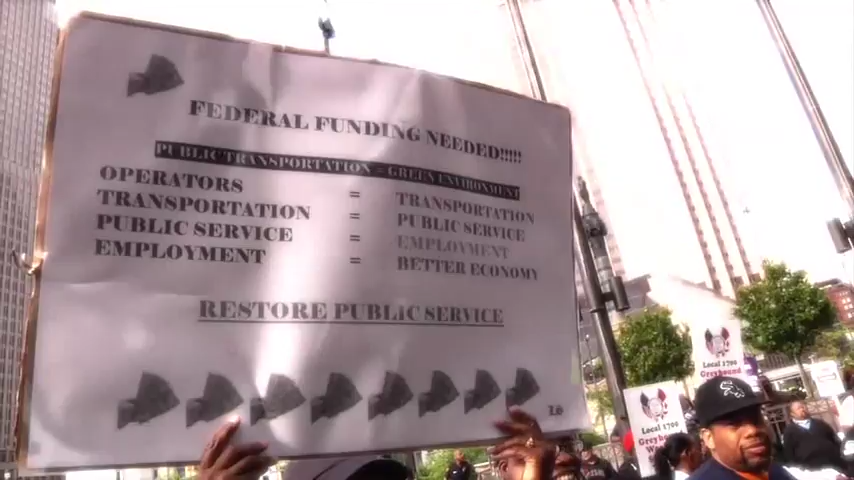 FEDERAL FUNDING NEEDED!!!!!
PUBLIC TRANSPORTATION = GREEN ENVIRONMENT
OPERATORS = TRANSPORTATION
TRANSPORTATION = PUBLIC SERVICE
PUBLIC SERVICE = EMPLOYMENT
EMPLOYMENT = BETTER ECONOMY
RESTORE PUBLIC SERVICE
Local 1700
Greyhound
Local 1700